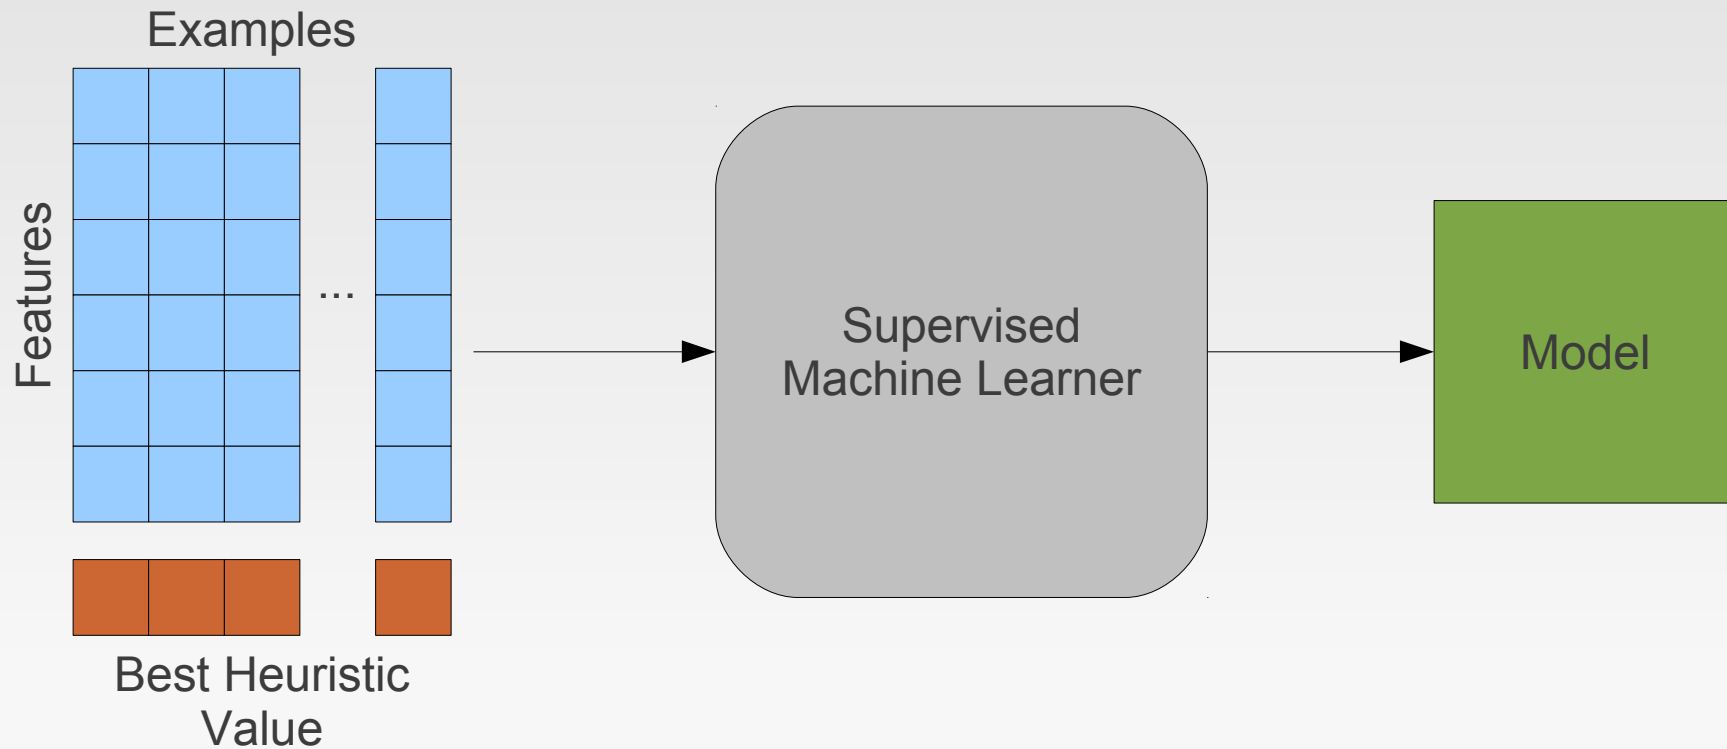 Examples
Features
...
Supervised
Machine Learner
Model
Best Heuristic
Value